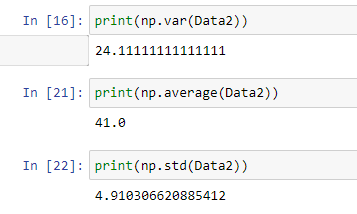 In [16]: print(np.var(Data2))
24.11111111111111
In [21]: print(np.average(Data2))
41.0
In [22]: print(np.std(Data2))
4.910306620885412